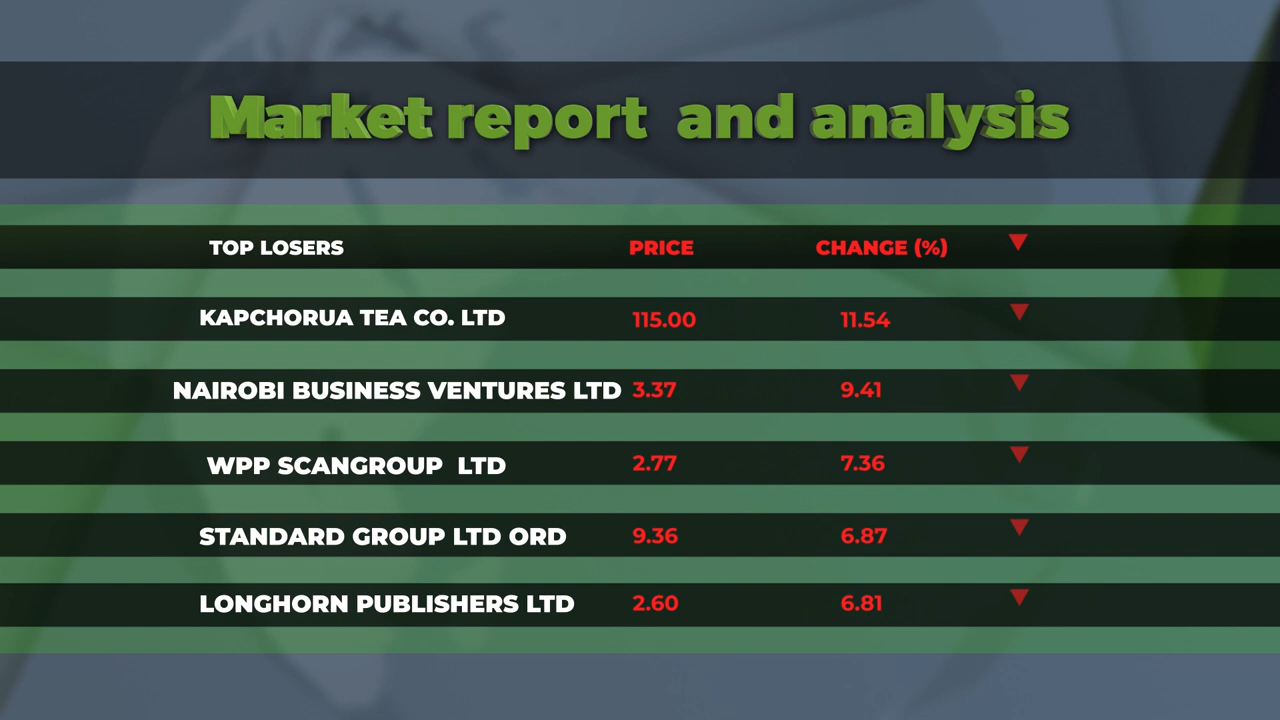 Market report and analysis
TOP LOSERS PRICE CHANGE (%)
KAPCHORUA TEA CO. LTD 115.00 11.54
NAIROBI BUSINESS VENTURES LTD 3.37 9.41
WPP SCANGROUP LTD 2.77 7.36
STANDARD GROUP LTD ORD 9.36 6.87
LONGHORN PUBLISHERS LTD 2.60 6.81